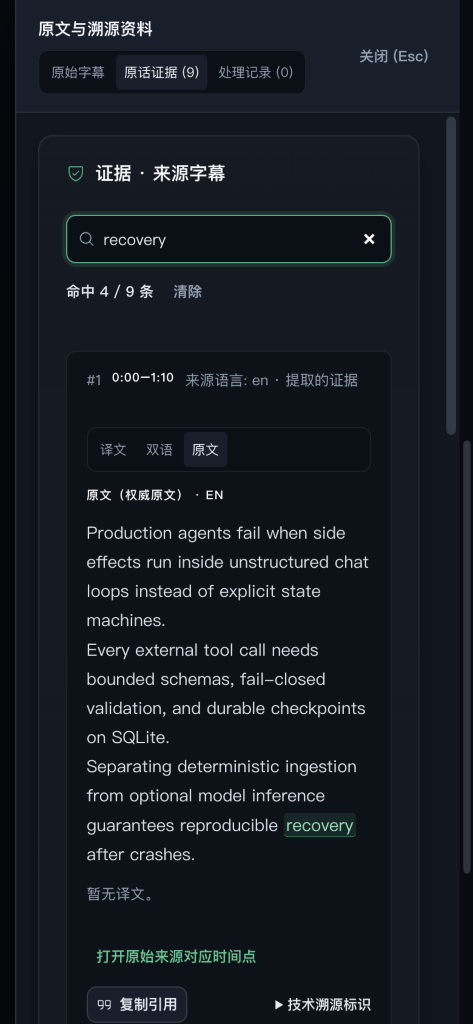 原文与溯源资料
关闭 (Esc)
原始字幕 原话证据 (9) 处理记录 (0)
证据 · 来源字幕
recovery
命中 4 / 9 条 清除
#1 0:00–1:10 来源语言: en · 提取的证据
译文 双语 原文
原文（权威原文） · EN
Production agents fail when side
effects run inside unstructured chat
loops instead of explicit state
machines.
Every external tool call needs
bounded schemas, fail-closed
validation, and durable checkpoints
on SQLite.
Separating deterministic ingestion
from optional model inference
guarantees reproducible recovery
after crashes.
暂无译文。
打开原始来源对应时间点
复制引用 ▶ 技术溯源标识